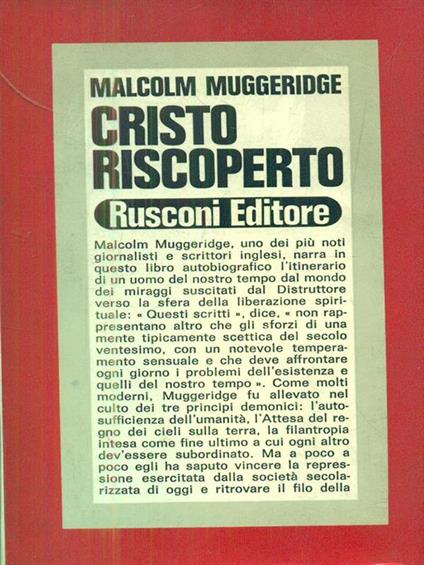 MALCOLM MUGGERIDGE
CRISTO
RISCOPERTO
Rusconi Editore
Malcolm Muggeridge, uno dei più noti
giornalisti e scrittori inglesi, narra in
questo libro autobiografico l'itinerario
di un uomo del nostro tempo dal mondo
dei miraggi suscitati dal Distruttore
verso la sfera della liberazione spiri-
tuale: « Questi scritti », dice, « non rap-
presentano altro che gli sforzi di una
mente tipicamente scettica del secolo
ventesimo, con un notevole tempera-
mento sensuale e che deve affrontare
ogni giorno i problemi dell'esistenza e
quelli del nostro tempo ». Come molti
moderni, Muggeridge fu allevato nel
culto dei tre principi demonici: l'auto-
sufficienza dell'umanità, l'Attesa del re-
gno dei cieli sulla terra, la filantropia
intesa come fine ultimo a cui ogni altro
dev'essere subordinato. Ma a poco a
poco egli ha saputo vincere la repres-
sione esercitata dalla società secola-
rizzata di oggi e ritrovare il filo della